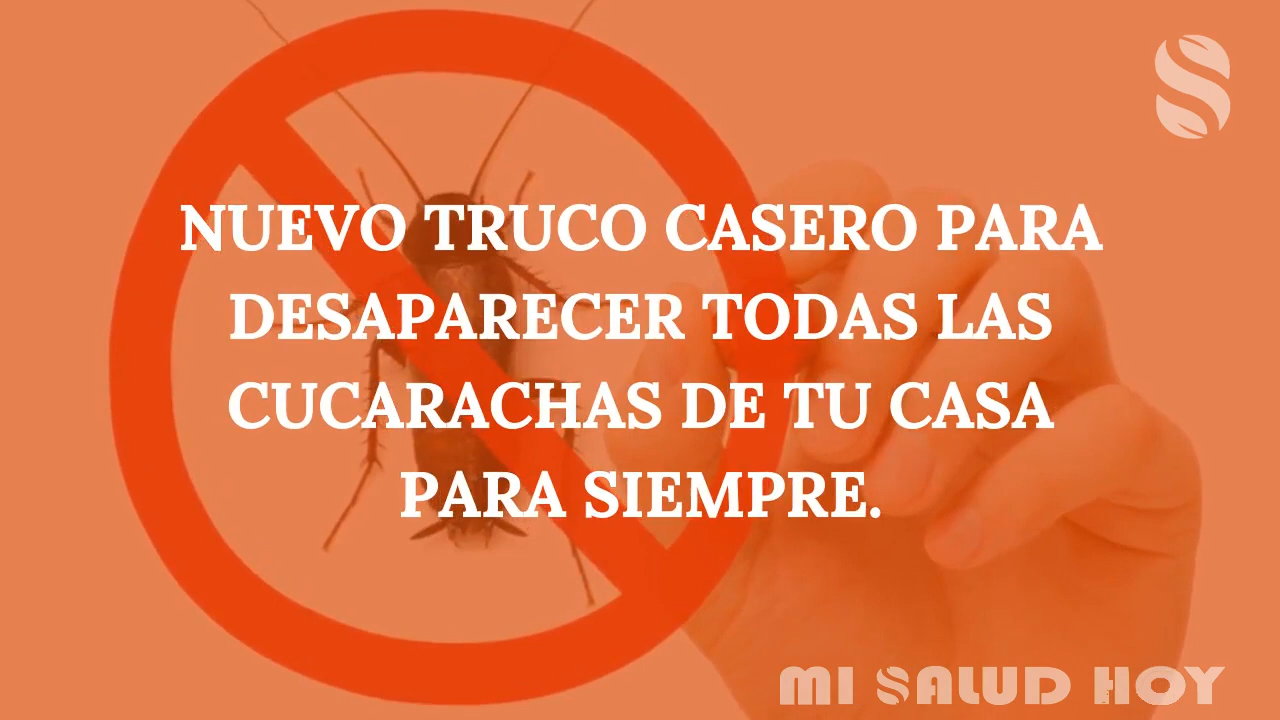 NUEVO TRUCO CASERO PARA
DESAPARECER TODAS LAS
CUCARACHAS DE TU CASA
PARA SIEMPRE.
MI SALUD HOY